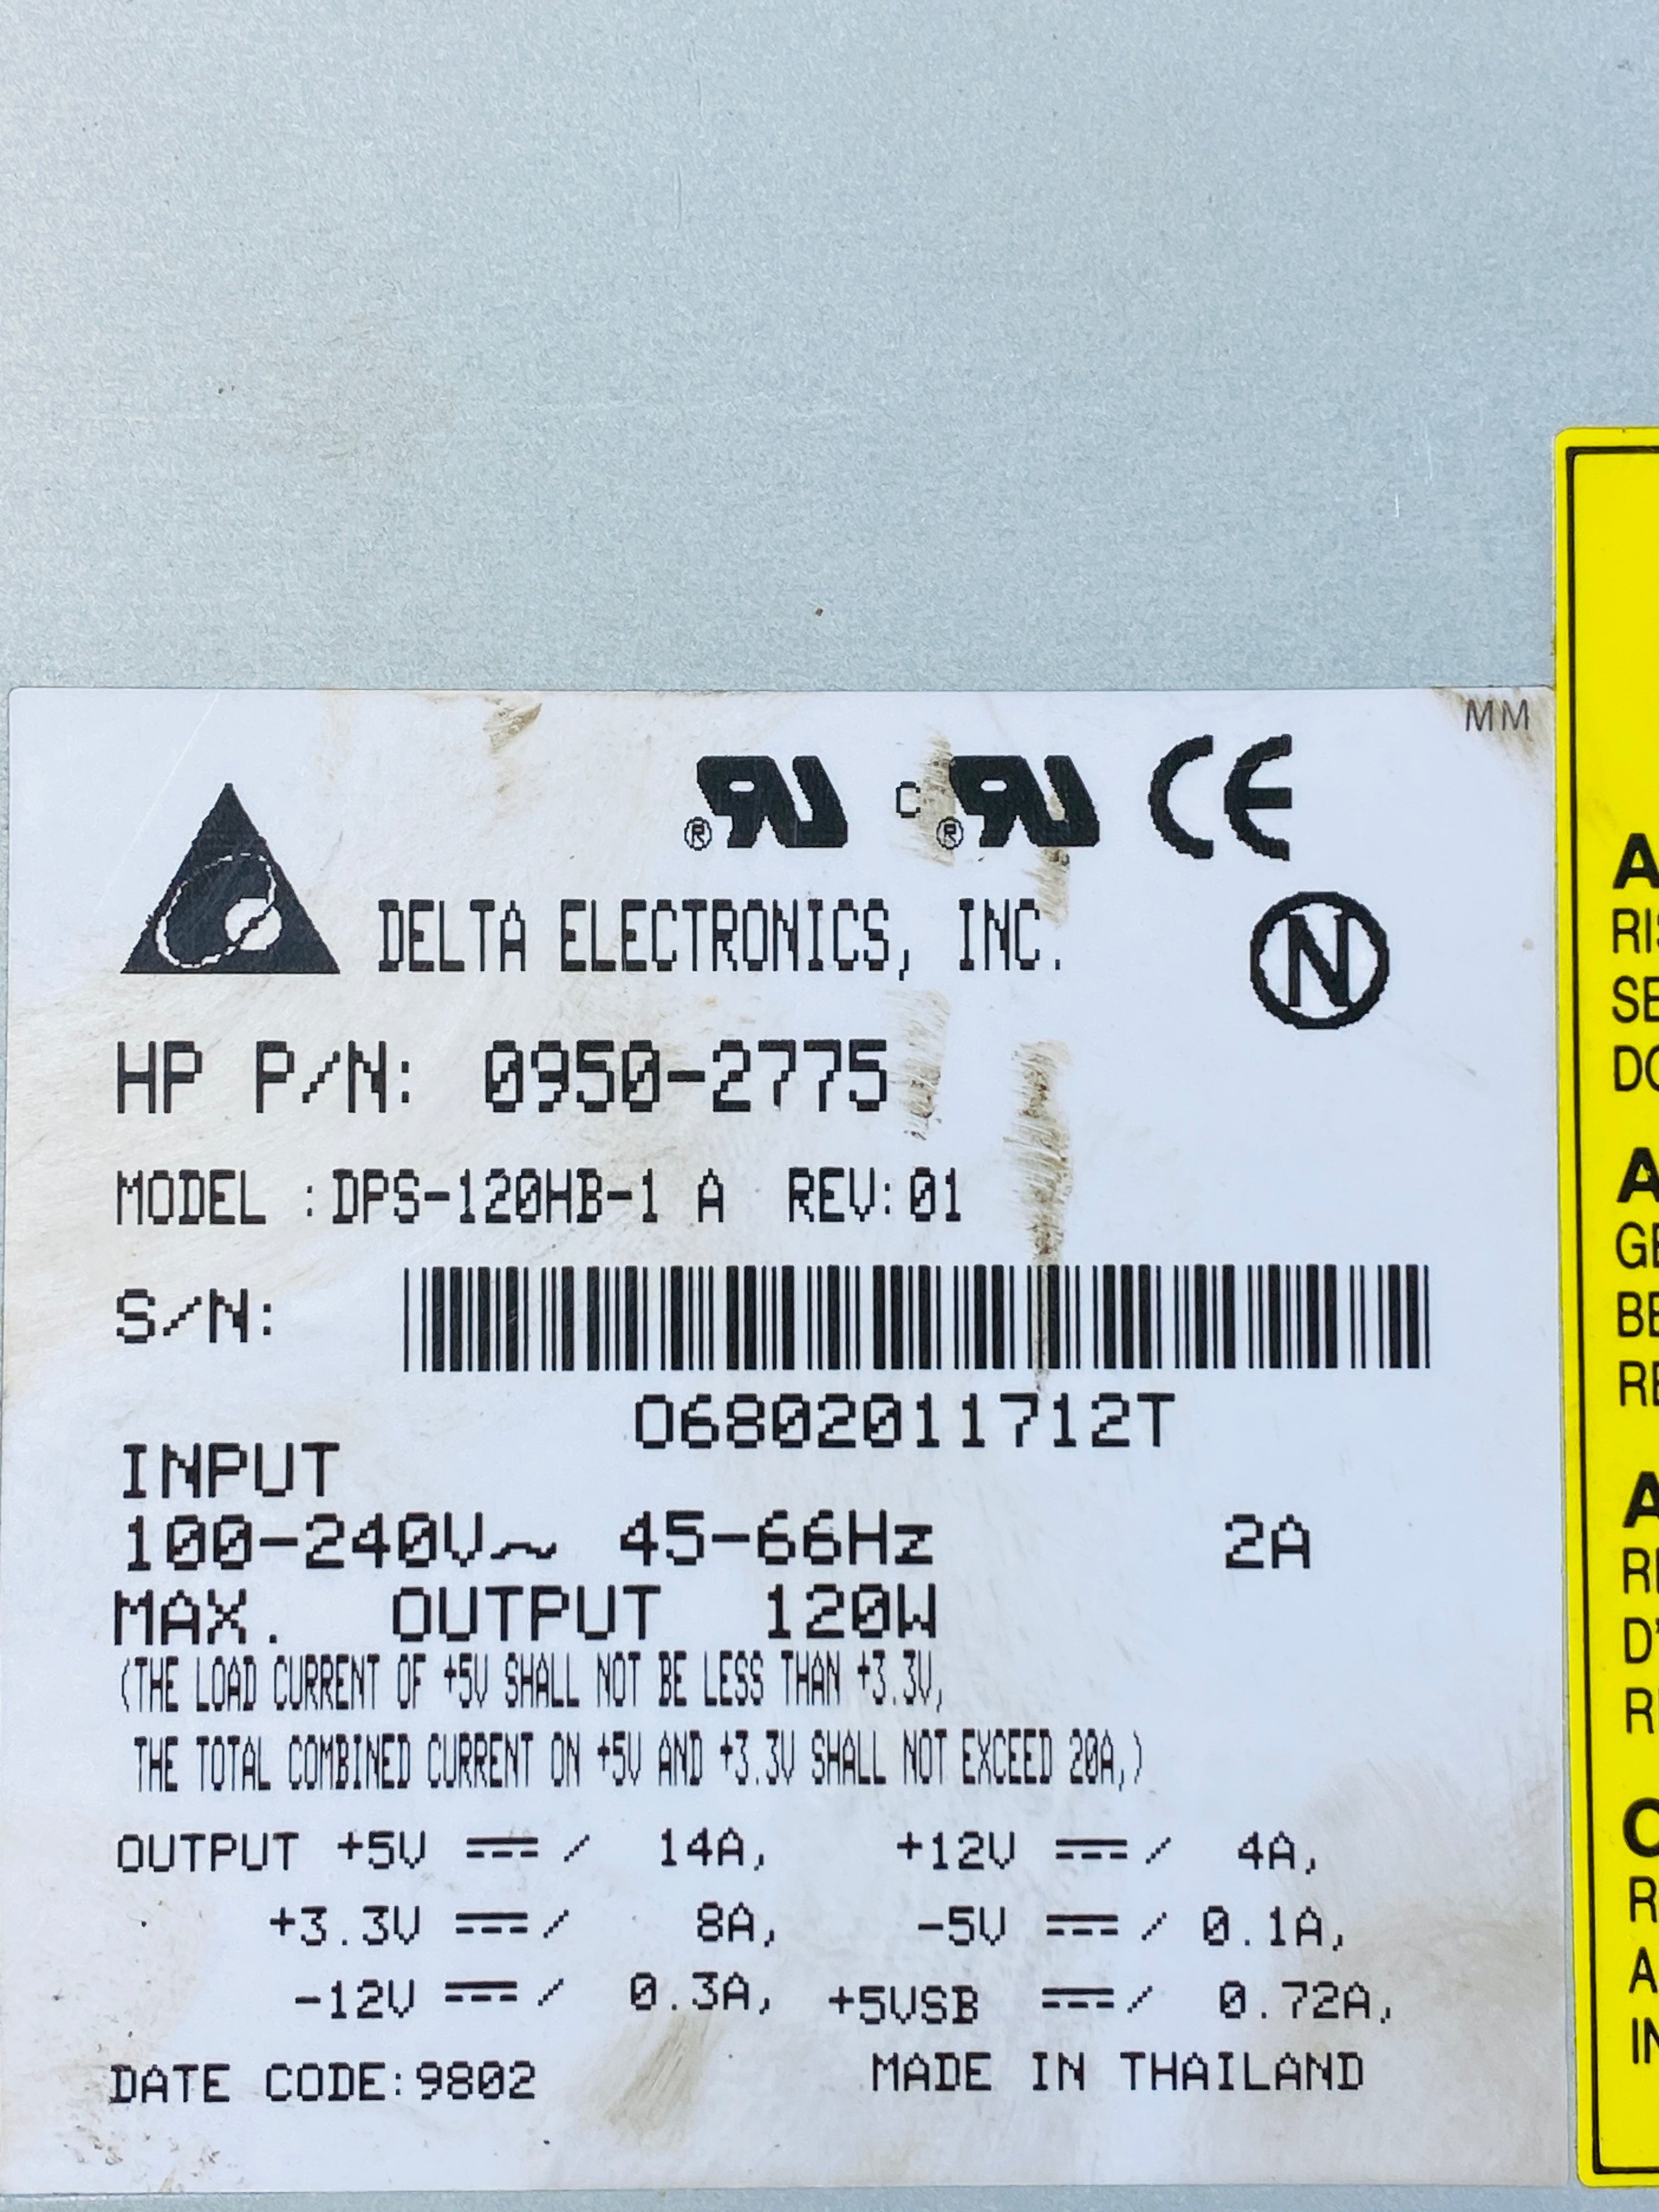 MM
® c ® CE
DELTA ELECTRONICS, INC.
N
HP P/N: 0950-2775
MODEL :DPS-120HB-1 A REV:01
S/N:
O6802011712T
INPUT
100-240V~ 45-66Hz 2A
MAX. OUTPUT 120W
(THE LOAD CURRENT OF +5V SHALL NOT BE LESS THAN +3.3V,
THE TOTAL COMBINED CURRENT ON +5V AND +3.3V SHALL NOT EXCEED 20A,)
OUTPUT +5V ⎓ / 14A, +12V ⎓ / 4A,
+3.3V ⎓ / 8A, -5V ⎓ / 0.1A,
-12V ⎓ / 0.3A, +5VSB ⎓ / 0.72A,
DATE CODE:9802 MADE IN THAILAND